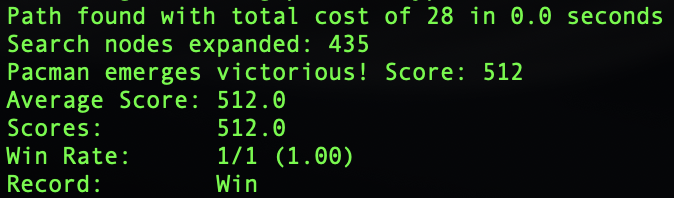 Path found with total cost of 28 in 0.0 seconds
Search nodes expanded: 435
Pacman emerges victorious! Score: 512
Average Score: 512.0
Scores:        512.0
Win Rate:      1/1 (1.00)
Record:        Win